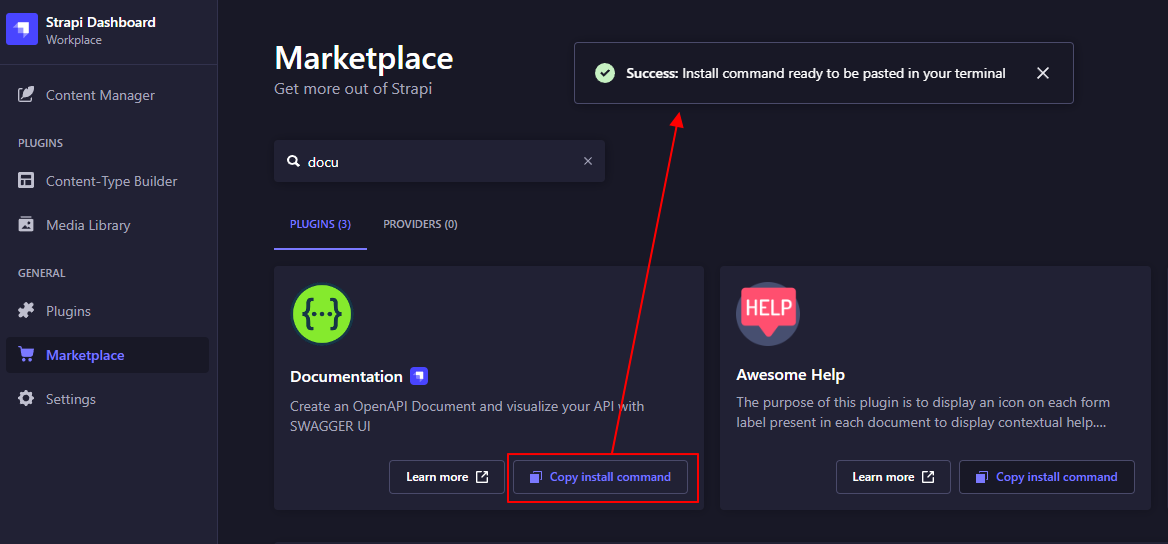 Strapi Dashboard
Workplace
Content Manager
PLUGINS
Content-Type Builder
Media Library
GENERAL
Plugins
Marketplace
Settings
Marketplace
Get more out of Strapi
Success: Install command ready to be pasted in your terminal
docu
PLUGINS (3)
PROVIDERS (0)
Documentation
Create an OpenAPI Document and visualize your API with
SWAGGER UI
Learn more
Copy install command
HELP
Awesome Help
The purpose of this plugin is to display an icon on each form
label present in each document to display contextual help....
Learn more
Copy install command